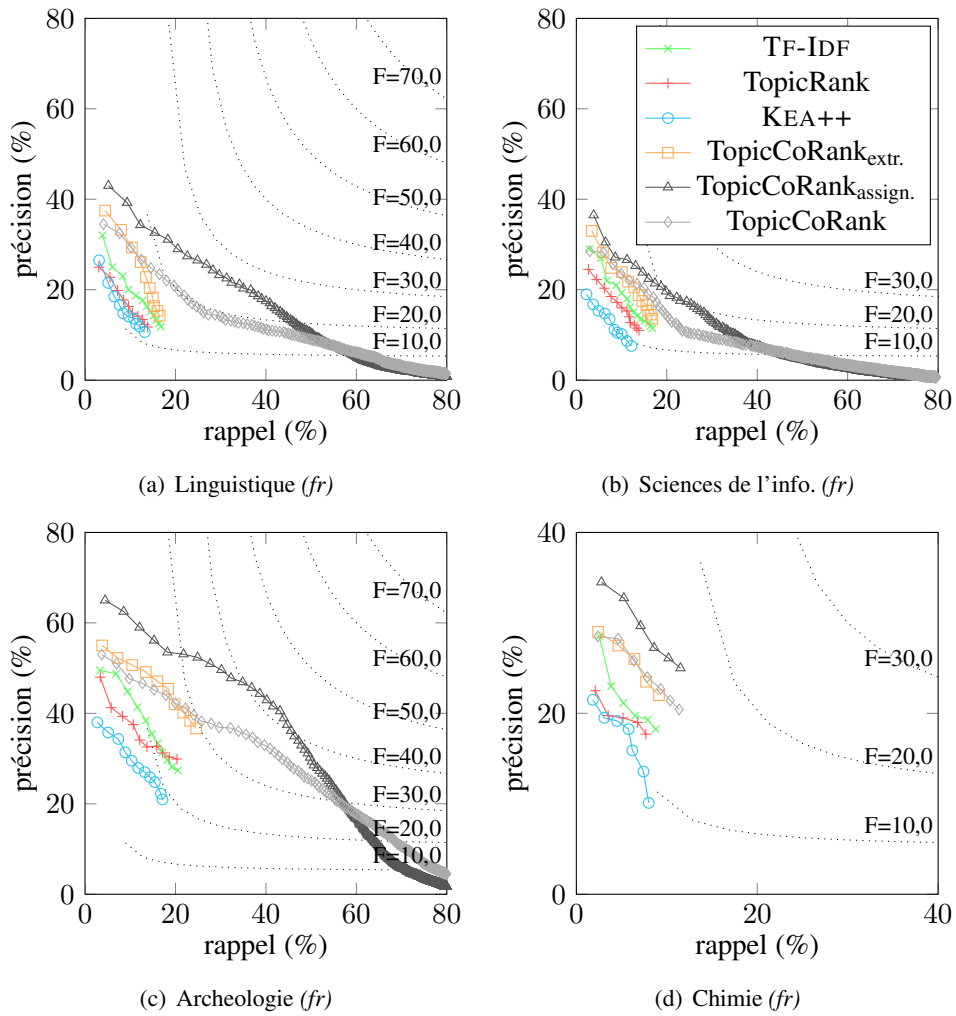 80
60
40
20
0
0
20
40
60
80
précision (%)
rappel (%)
F=70,0
F=60,0
F=50,0
F=40,0
F=30,0
F=20,0
F=10,0
(a) Linguistique (fr)
80
60
40
20
0
0
20
40
60
80
précision (%)
rappel (%)
TF-IDF
TopicRank
KEA++
TopicCoRankextr.
TopicCoRankassign.
TopicCoRank
F=30,0
F=20,0
F=10,0
(b) Sciences de l'info. (fr)
80
60
40
20
0
0
20
40
60
80
précision (%)
rappel (%)
F=70,0
F=60,0
F=50,0
F=40,0
F=30,0
F=20,0
F=10,0
(c) Archeologie (fr)
40
20
0
0
20
40
précision (%)
rappel (%)
F=30,0
F=20,0
F=10,0
(d) Chimie (fr)